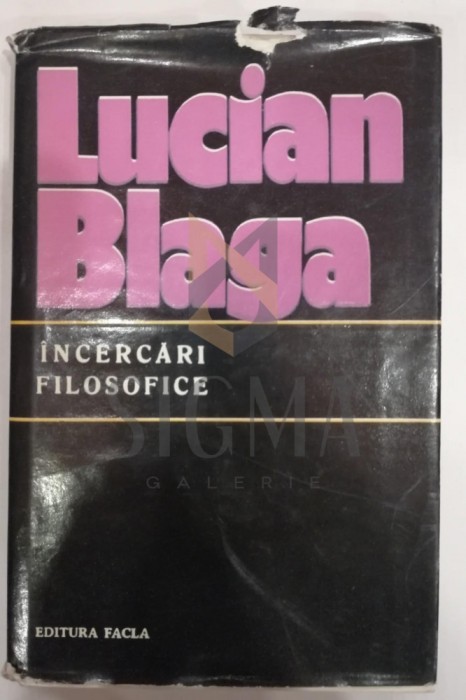 Lucian
Blaga
ÎNCERCĂRI
FILOSOFICE
SIGMA
GALERIE
EDITURA FACLA